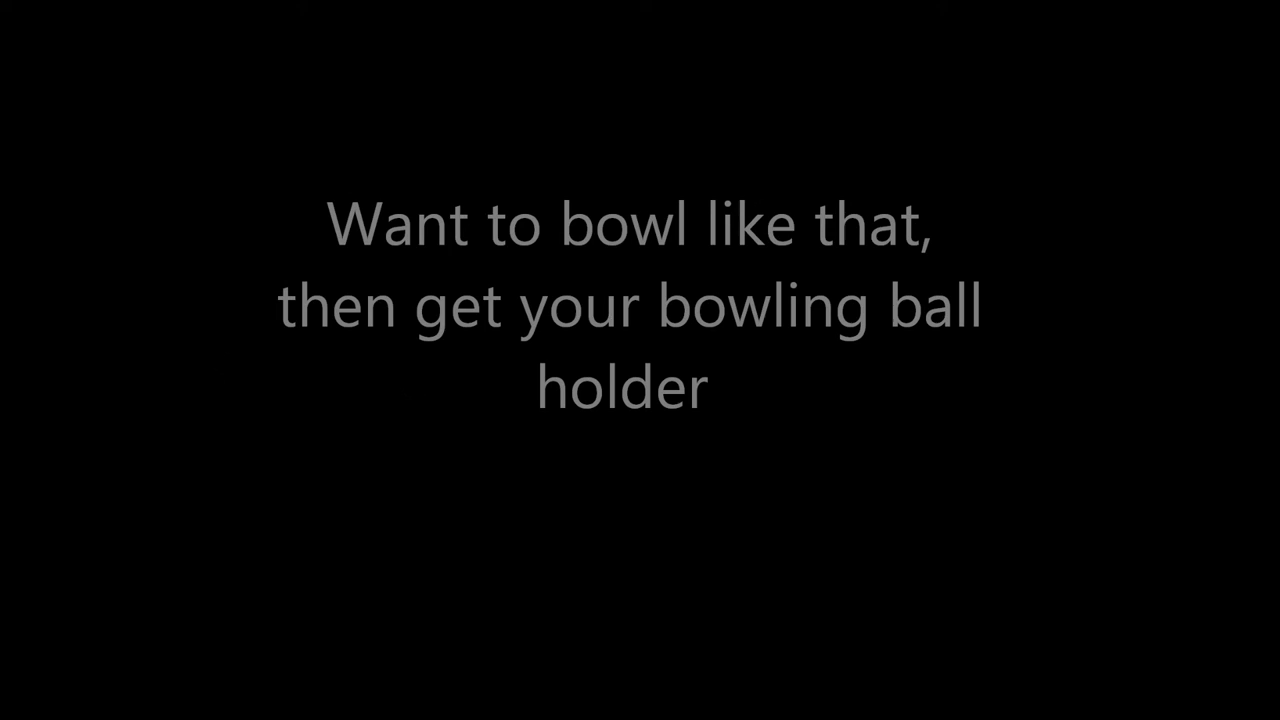 Want to bowl like that,
then get your bowling ball
holder